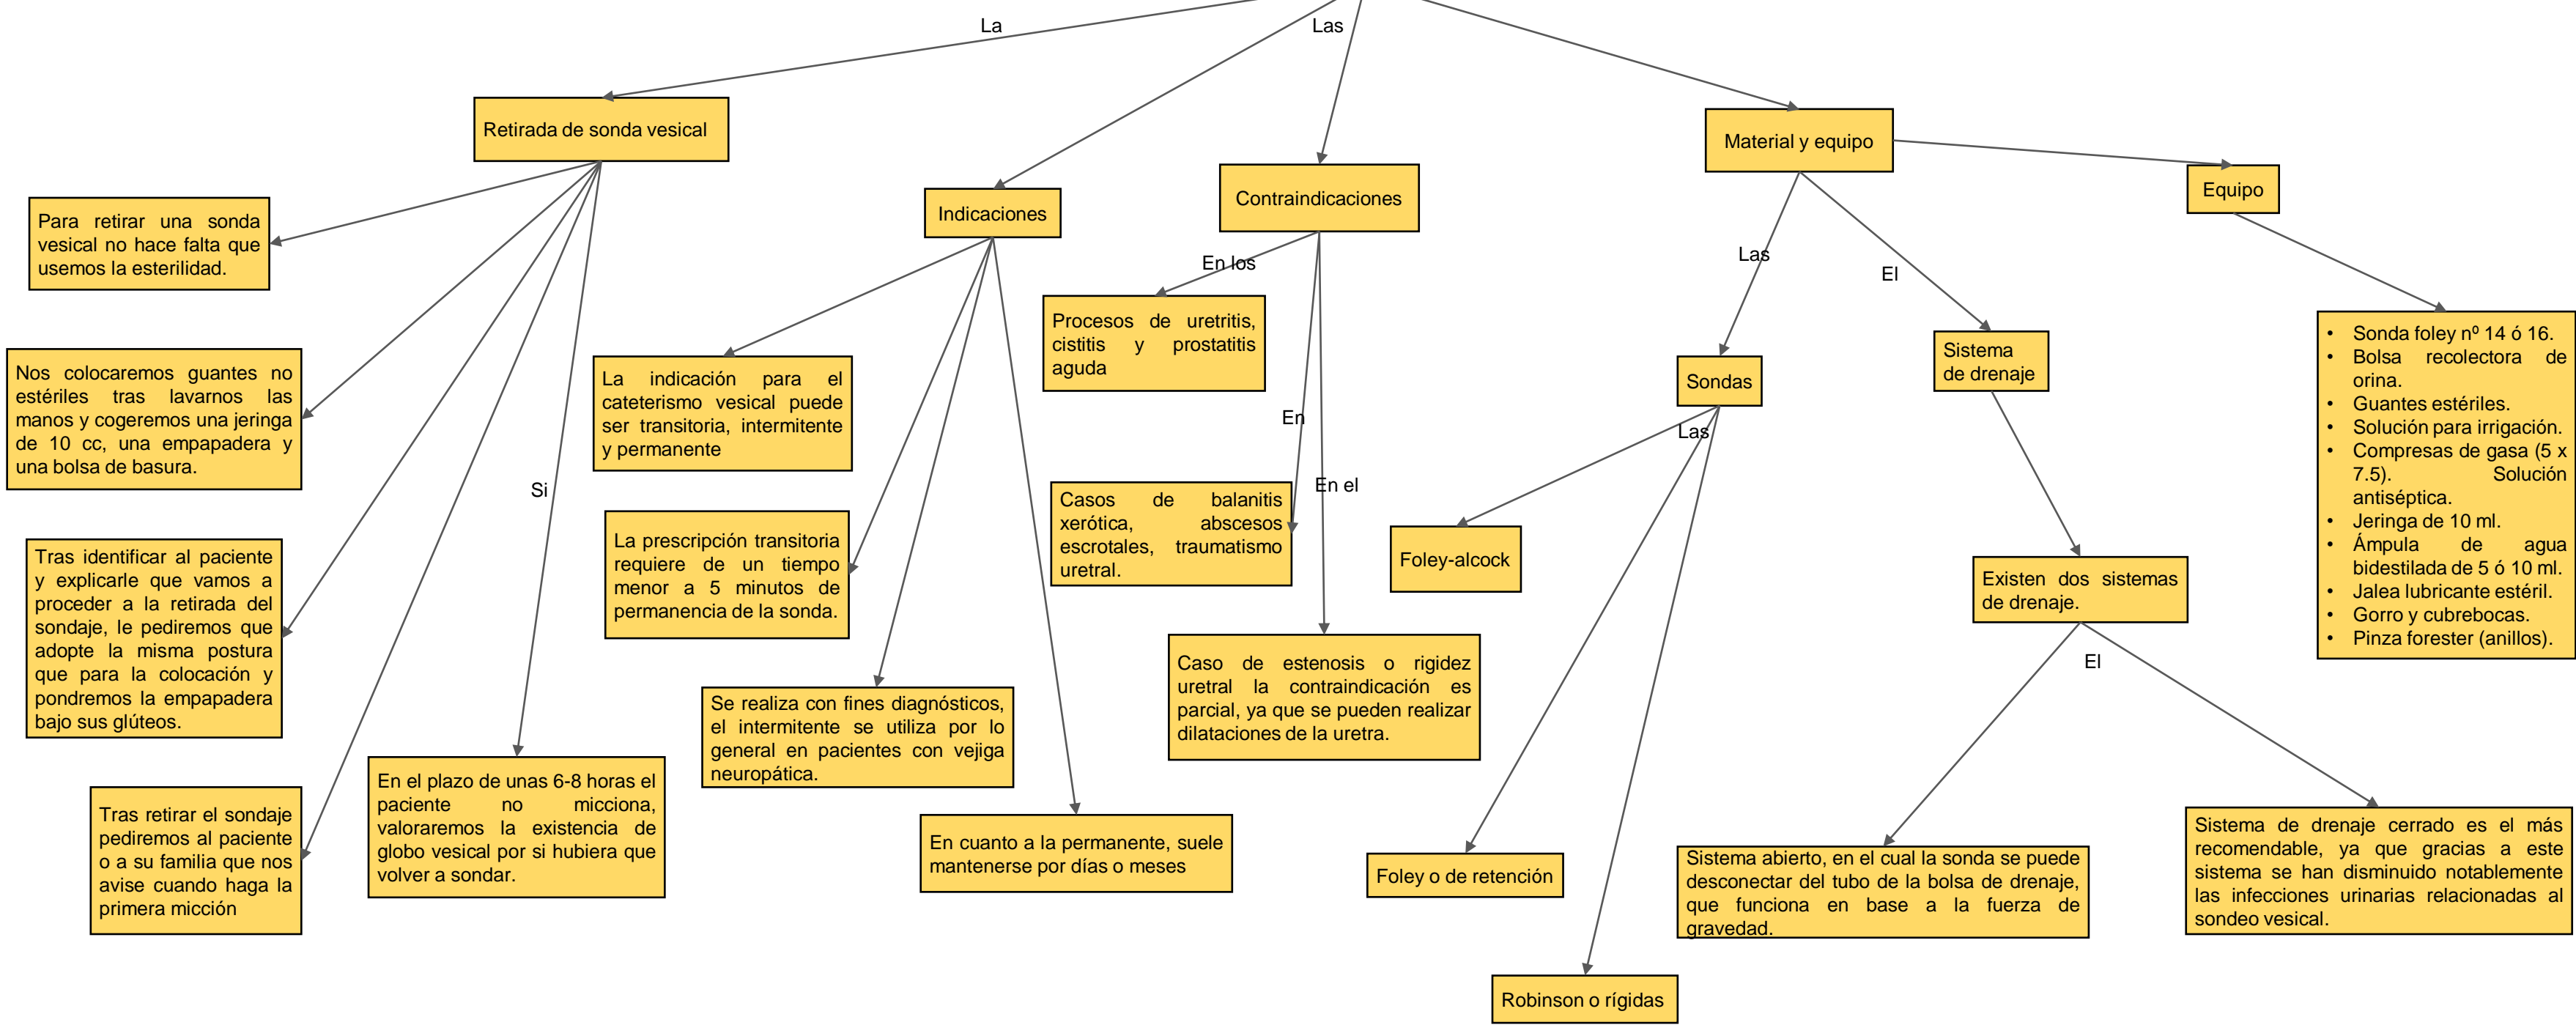 La
Las
Retirada de sonda vesical
Material y equipo
Equipo
Contraindicaciones
Indicaciones
Para retirar una sonda
vesical no hace falta que
usemos la esterilidad.
Nos colocaremos guantes no
estériles tras lavarnos las
manos y cogeremos una jeringa
de 10 cc, una empapadera y
una bolsa de basura.
Tras identificar al paciente
y explicarle que vamos a
proceder a la retirada del
sondaje, le pediremos que
adopte la misma postura
que para la colocación y
pondremos la empapadera
bajo sus glúteos.
Tras retirar el sondaje
pediremos al paciente
o a su familia que nos
avise cuando haga la
primera micción
Si
En el plazo de unas 6-8 horas el
paciente no micciona,
valoraremos la existencia de
globo vesical por si hubiera que
volver a sondar.
La indicación para el
cateterismo vesical puede
ser transitoria, intermitente
y permanente
La prescripción transitoria
requiere de un tiempo
menor a 5 minutos de
permanencia de la sonda.
Se realiza con fines diagnósticos,
el intermitente se utiliza por lo
general en pacientes con vejiga
neuropática.
En cuanto a la permanente, suele
mantenerse por días o meses
En los
Procesos de uretritis,
cistitis y prostatitis
aguda
En
Casos de balanitis
xerótica, abscesos
escrotales, traumatismo
uretral.
En el
Caso de estenosis o rigidez
uretral la contraindicación es
parcial, ya que se pueden realizar
dilataciones de la uretra.
Las
El
Sondas
Las
Foley-alcock
Foley o de retención
Robinson o rígidas
Sistema
de drenaje
Existen dos sistemas
de drenaje.
El
Sistema abierto, en el cual la sonda se puede
desconectar del tubo de la bolsa de drenaje,
que funciona en base a la fuerza de
gravedad.
Sistema de drenaje cerrado es el más
recomendable, ya que gracias a este
sistema se han disminuido notablemente
las infecciones urinarias relacionadas al
sondeo vesical.
• Sonda foley nº 14 ó 16.
• Bolsa recolectora de
orina.
• Guantes estériles.
• Solución para irrigación.
• Compresas de gasa (5 x
7.5). Solución
antiséptica.
• Jeringa de 10 ml.
• Ámpula de agua
bidestilada de 5 ó 10 ml.
• Jalea lubricante estéril.
• Gorro y cubrebocas.
• Pinza forester (anillos).